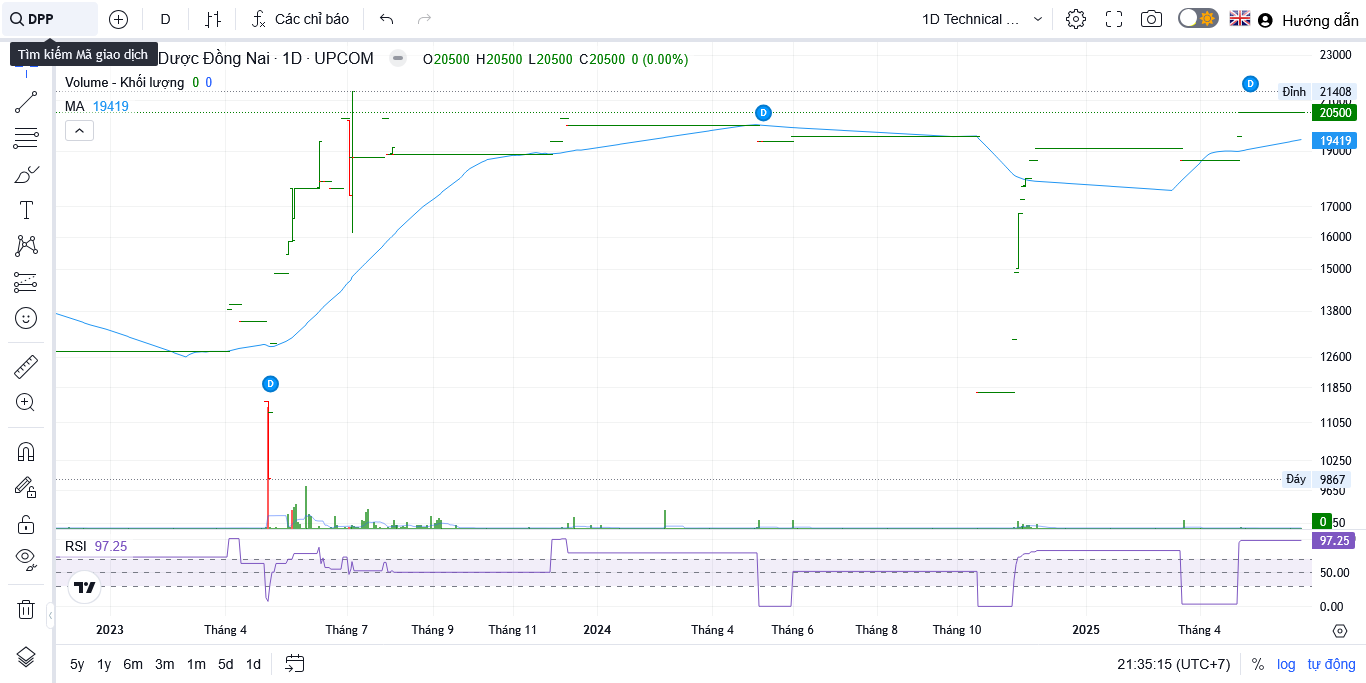 DPP
D
Các chỉ báo
1D Technical ...
Hướng dẫn
Tìm kiếm Mã giao dịch
Dược Đồng Nai · 1D · UPCOM
O20500 H20500 L20500 C20500 0 (0.00%)
Volume - Khối lượng 0 0
MA 19419
23000
Đỉnh 21408
20500
19419
19000
17000
16000
15000
13800
12600
11850
11050
10250
Đáy 9867
9650
0
50
D
D
D
RSI 97.25
97.25
50.00
0.00
2023 Tháng 4 Tháng 7 Tháng 9 Tháng 11 2024 Tháng 4 Tháng 6 Tháng 8 Tháng 10 2025 Tháng 4
5y 1y 6m 3m 1m 5d 1d
21:35:15 (UTC+7) % log tự động